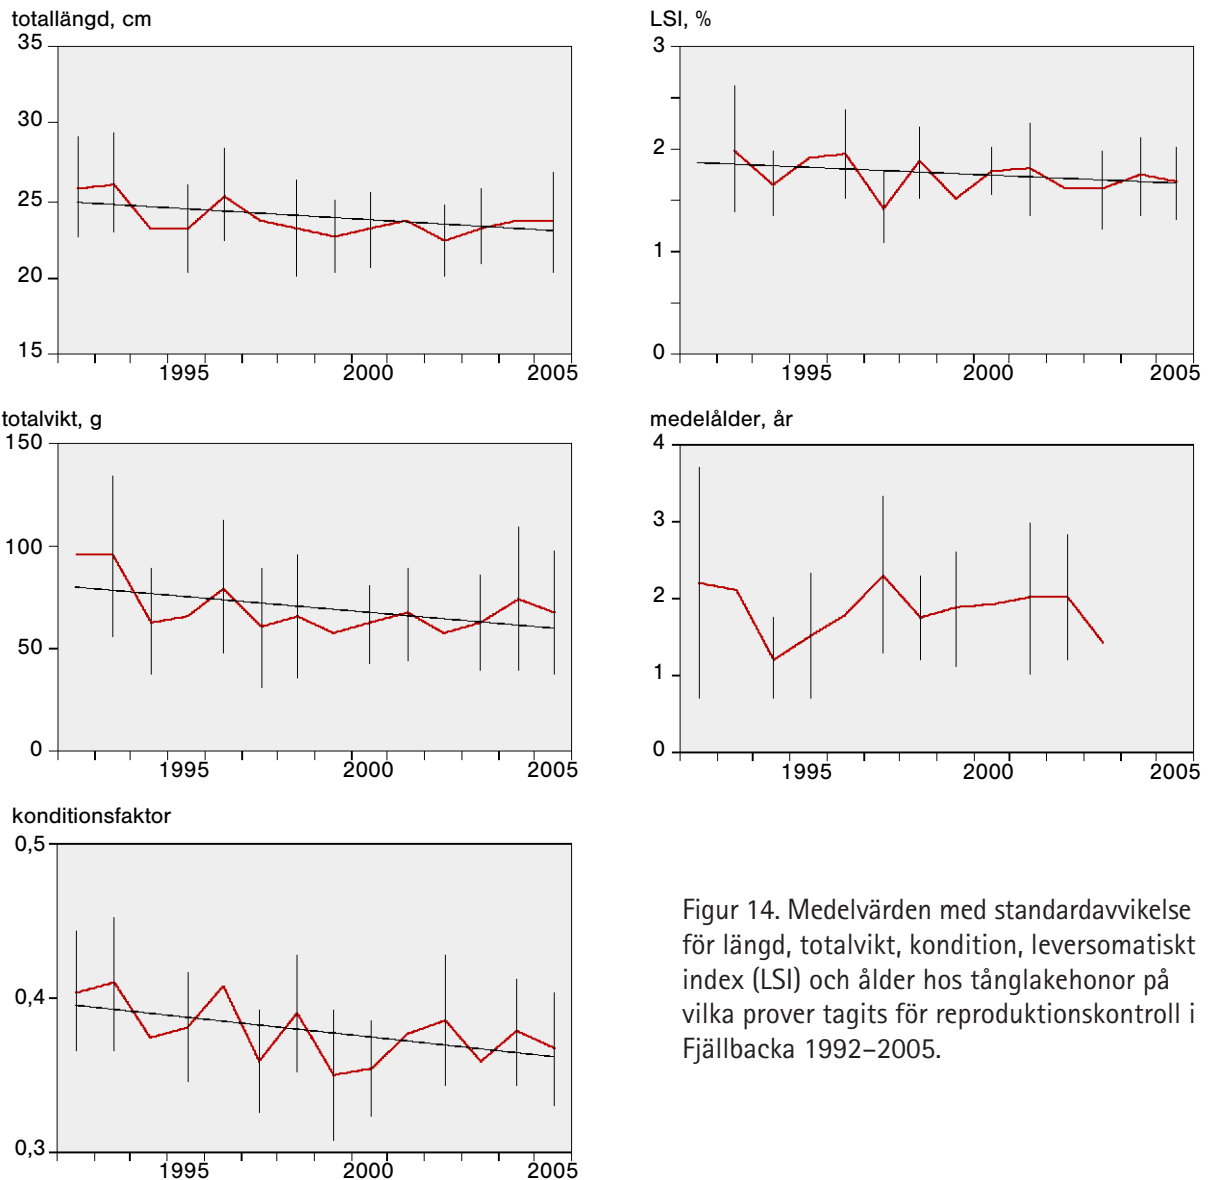 totallängd, cm
35
30
25
20
15
1995 2000 2005
LSI, %
3
2
1
0
1995 2000 2005
totalvikt, g
150
100
50
0
1995 2000 2005
medelålder, år
4
3
2
1
0
1995 2000 2005
konditionsfaktor
0,5
0,4
0,3
1995 2000 2005
Figur 14. Medelvärden med standardavvikelse
för längd, totalvikt, kondition, leversomatiskt
index (LSI) och ålder hos tånglakehonor på
vilka prover tagits för reproduktionskontroll i
Fjällbacka 1992–2005.